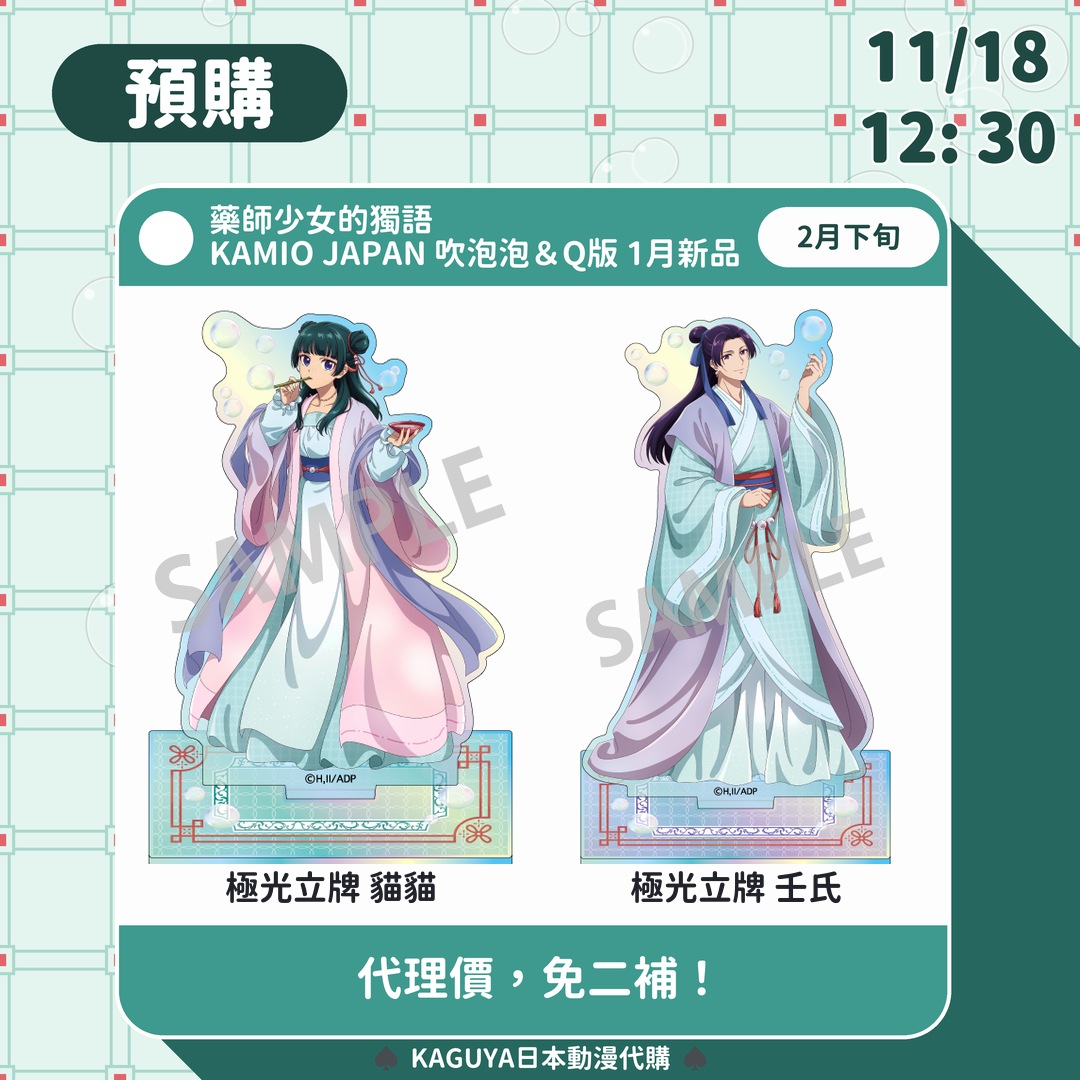 預購
11/18
12: 30
藥師少女的獨語
KAMIO JAPAN 吹泡泡&Q版 1月新品
2月下旬
SAMPLE
SAMPLE
©H,II/ADP
©H,II/ADP
極光立牌 貓貓
極光立牌 壬氏
代理價,免二補!
♠ KAGUYA日本動漫代購 ♠